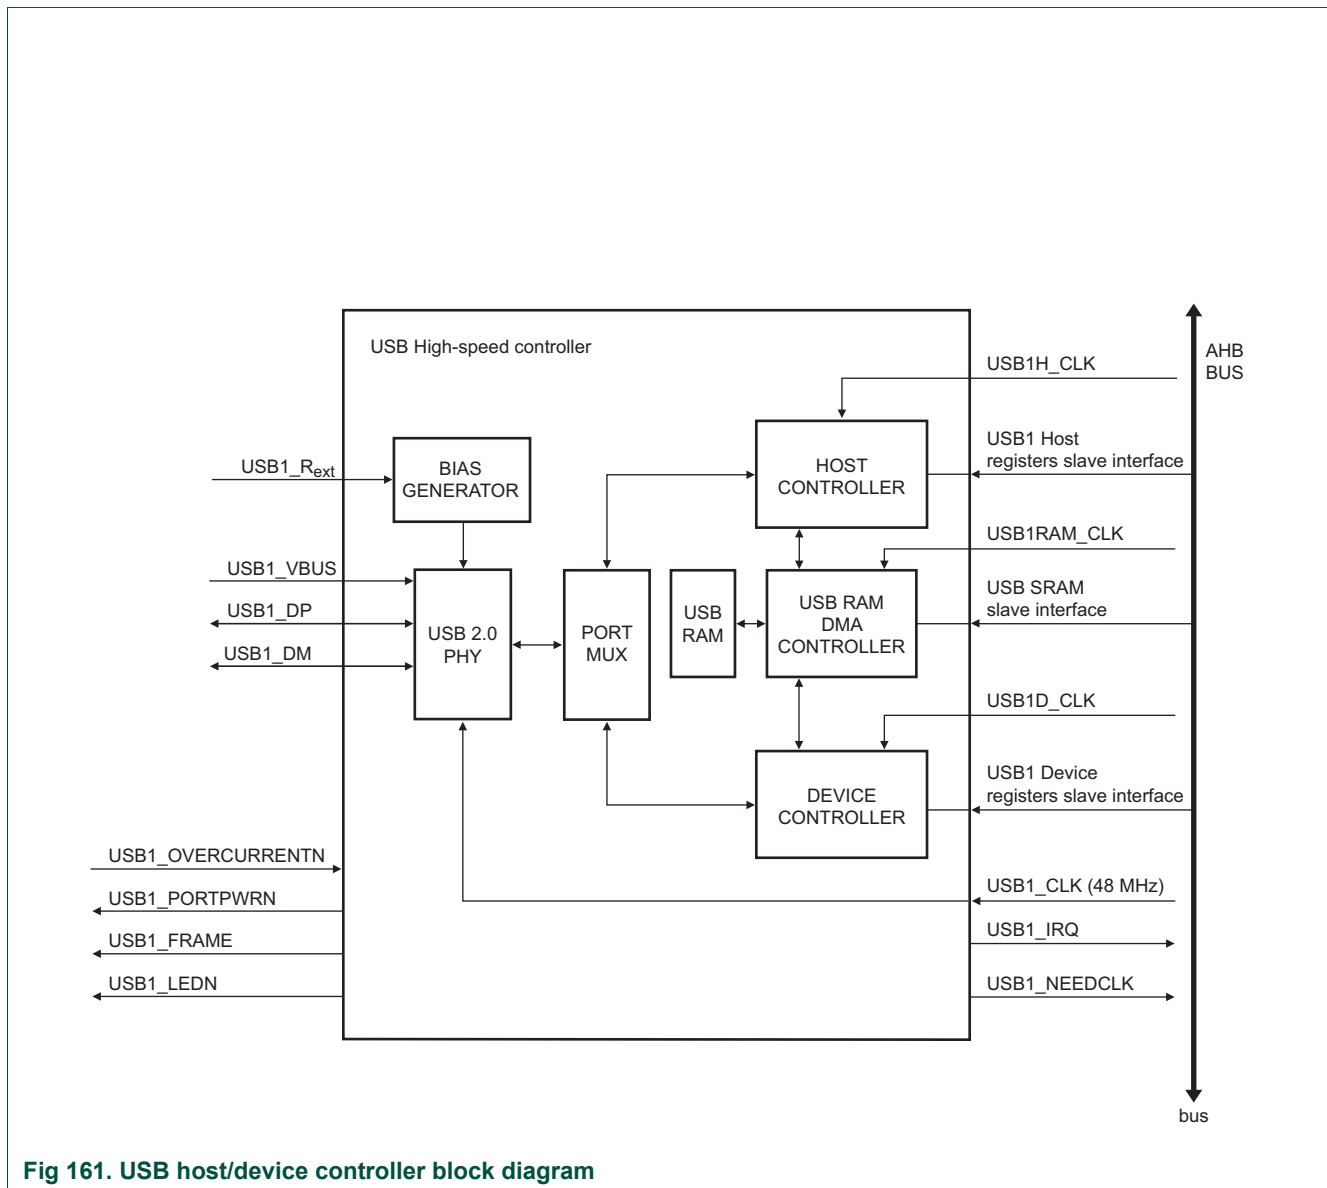 USB High-speed controller
USB1H_CLK
AHB
BUS
USB1_Rext
BIAS
GENERATOR
HOST
CONTROLLER
USB1 Host
registers slave interface
USB1RAM_CLK
USB1_VBUS
USB1_DP
USB1_DM
USB 2.0
PHY
PORT
MUX
USB
RAM
USB RAM
DMA
CONTROLLER
USB SRAM
slave interface
USB1D_CLK
DEVICE
CONTROLLER
USB1 Device
registers slave interface
USB1_OVERCURRENTN
USB1_PORTPWRN
USB1_FRAME
USB1_LEDN
USB1_CLK (48 MHz)
USB1_IRQ
USB1_NEEDCLK
bus
Fig 161. USB host/device controller block diagram